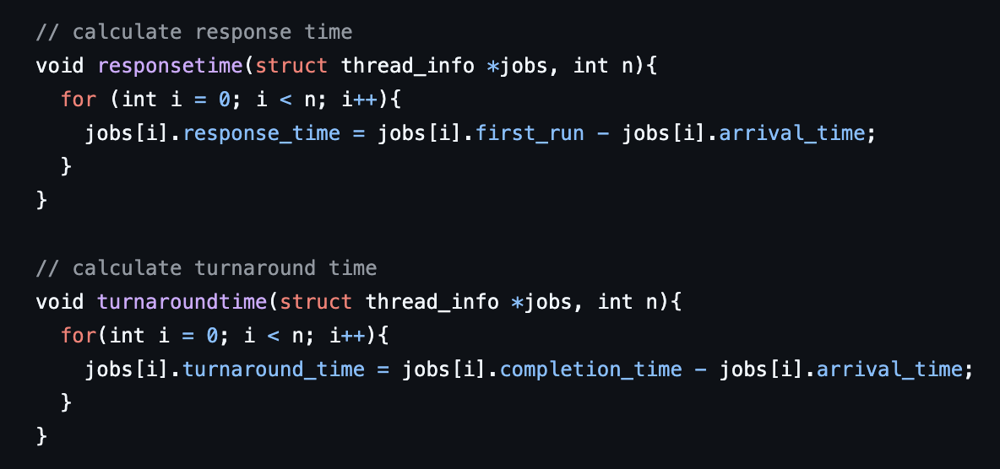 // calculate response time
void responsetime(struct thread_info *jobs, int n){
  for (int i = 0; i < n; i++){
    jobs[i].response_time = jobs[i].first_run - jobs[i].arrival_time;
  }
}

// calculate turnaround time
void turnaroundtime(struct thread_info *jobs, int n){
  for(int i = 0; i < n; i++){
    jobs[i].turnaround_time = jobs[i].completion_time - jobs[i].arrival_time;
  }
}